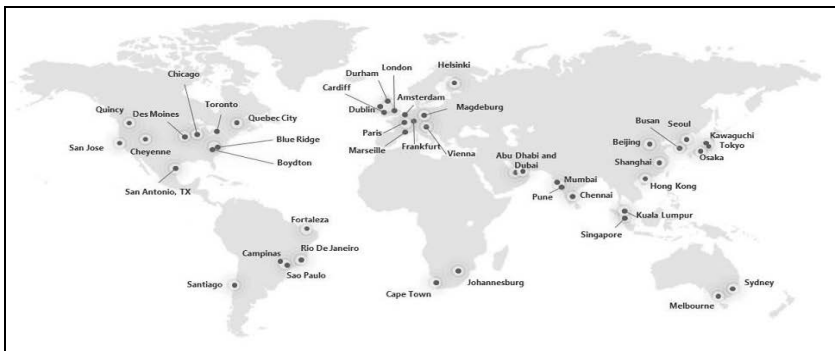 Helsinki
London
Durham
Chicago
Amsterdam
Cardiff
Toronto
Quincy
Des Moines
Quebec City
Dublin
Magdeburg
Busan
Seoul
Kawaguchi
Tokyo
San Jose
Cheyenne
Blue Ridge
Boydton
Paris
Marseille
Frankfurt
Vienna
Abu Dhabi and
Dubai
Beijing
Shanghai
Osaka
San Antonio, TX
Mumbai
Pune
Chennai
Hong Kong
Kuala Lumpur
Singapore
Fortaleza
Campinas
Rio De Janeiro
Sao Paulo
Santiago
Cape Town
Johannesburg
Sydney
Melbourne